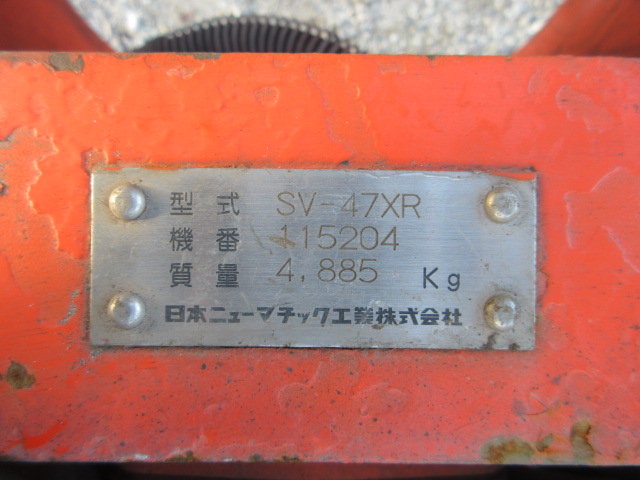 型式 SV-47XR
機番 115204
質量 4,885 Kg
日本ニューマチック工業株式会社